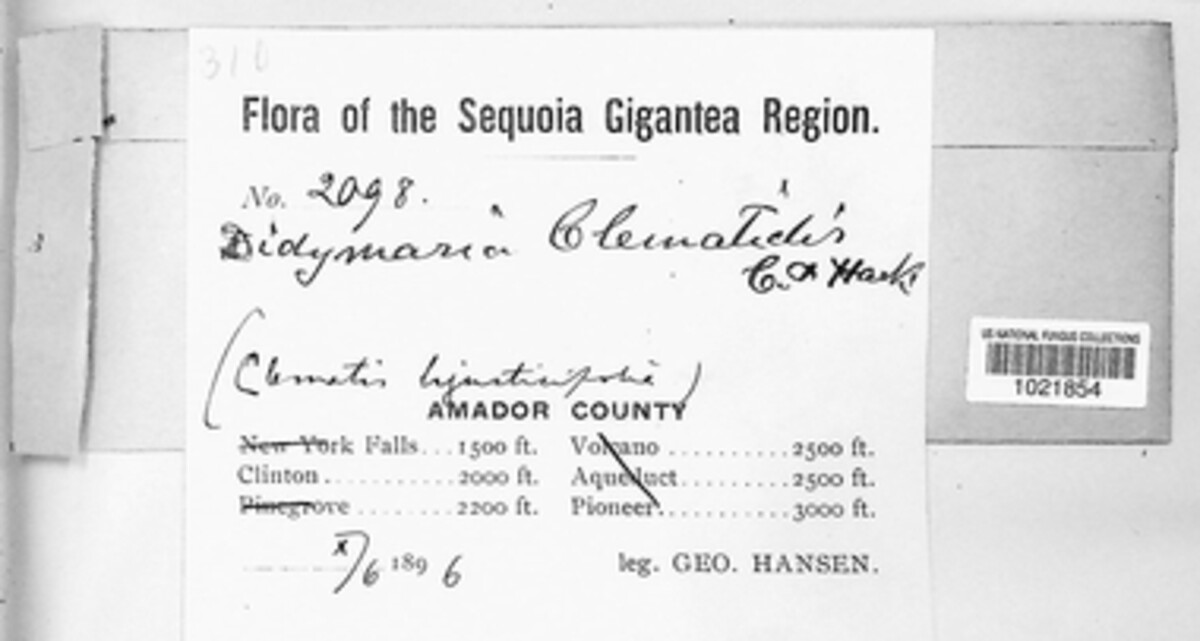 310
Flora of the Sequoia Gigantea Region.
No. 2098.
Didymaria Clematidis
C. & Hark
(Clematis ligusticifolia)
AMADOR COUNTY
New York Falls... 1500 ft. Volcano .......... 2500 ft.
Clinton ........... 2000 ft. Aqueduct ......... 2500 ft.
Pinegrove ........ 2200 ft. Pioneer........... 3000 ft.
X/6 1896 leg. GEO. HANSEN.
3
US NATIONAL FUNGUS COLLECTIONS
1021854